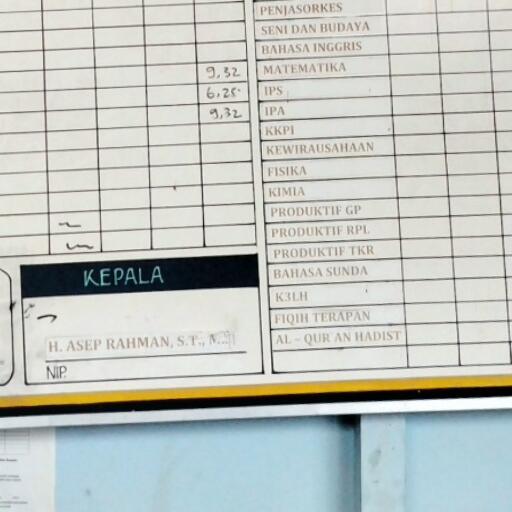 9,32
6,25
9,32
KEPALA
H. ASEP RAHMAN, S.T.,
NIP.
PENJASORKES
SENI DAN BUDAYA
BAHASA INGGRIS
MATEMATIKA
IPS
IPA
KKPI
KEWIRAUSAHAAN
FISIKA
KIMIA
PRODUKTIF GP
PRODUKTIF RPL
PRODUKTIF TKR
BAHASA SUNDA
K3LH
FIQIH TERAPAN
AL – QUR AN HADIST